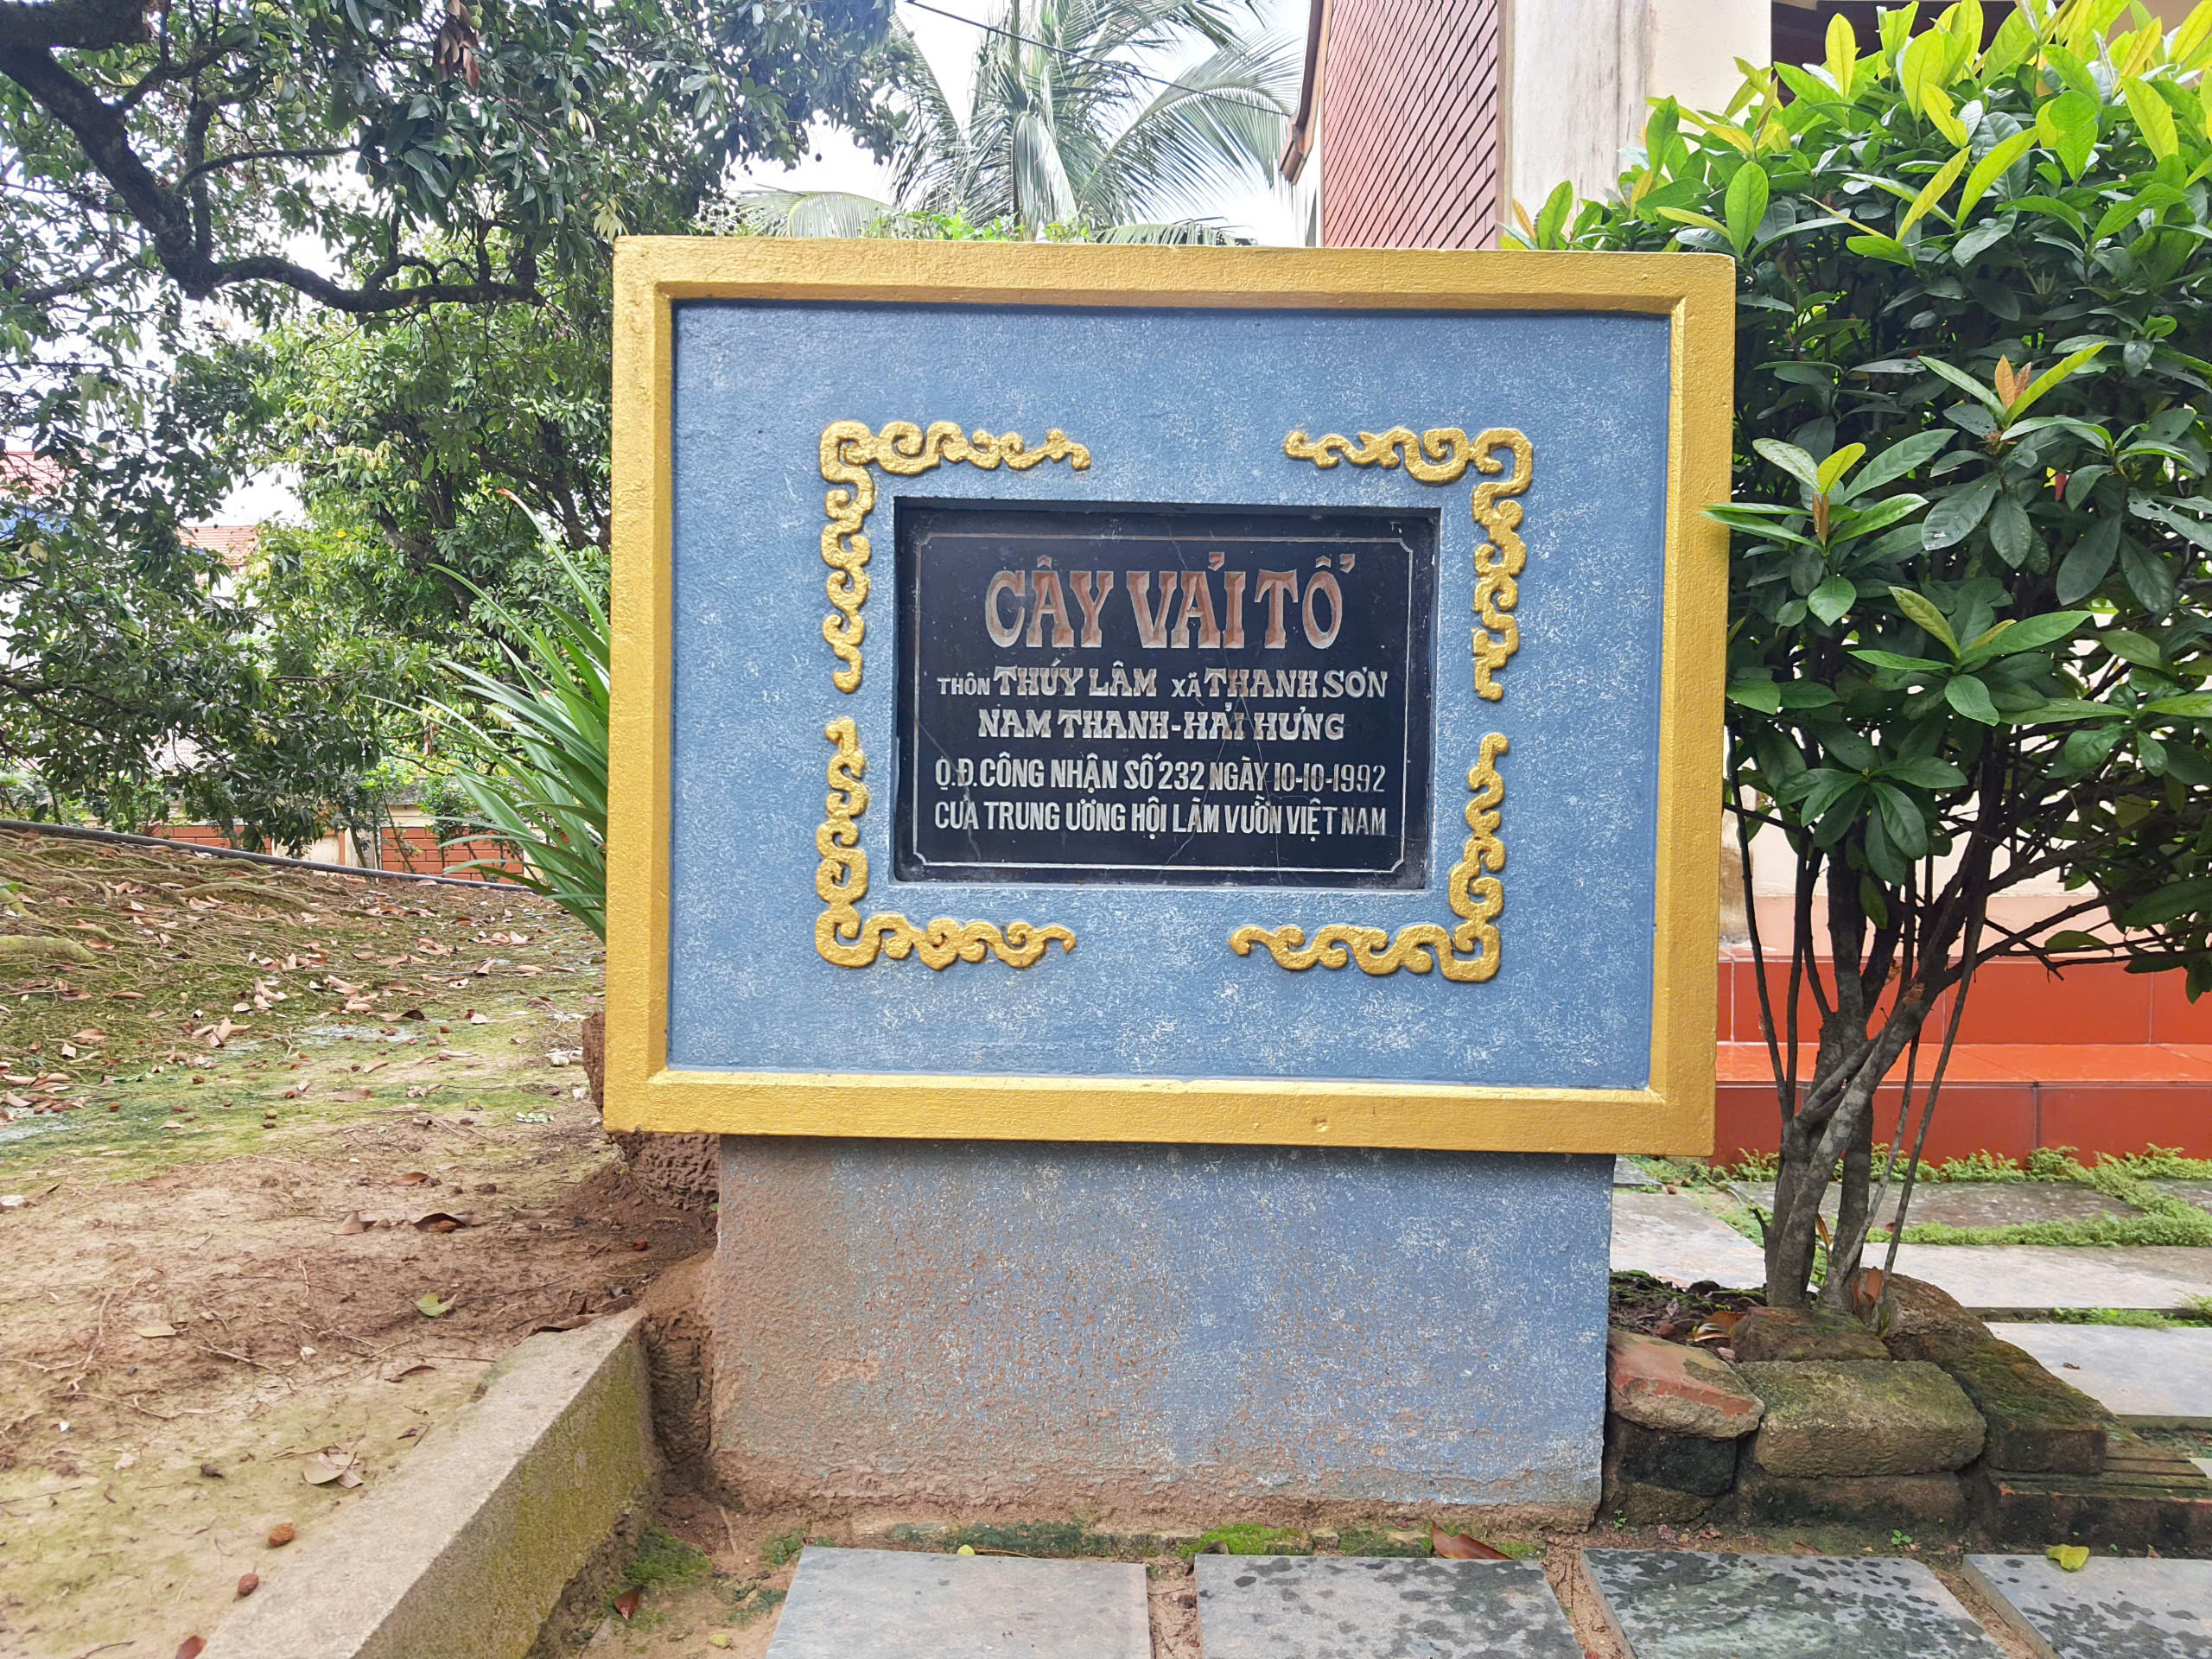 CÂY VẢI TỔ
THÔN THÚY LÂM XÃ THANH SƠN
NAM THANH-HẢI HƯNG
Q.Đ.CÔNG NHẬN SỐ 232 NGÀY 10-10-1992
CỦA TRUNG ƯƠNG HỘI LÀM VƯỜN VIỆT NAM